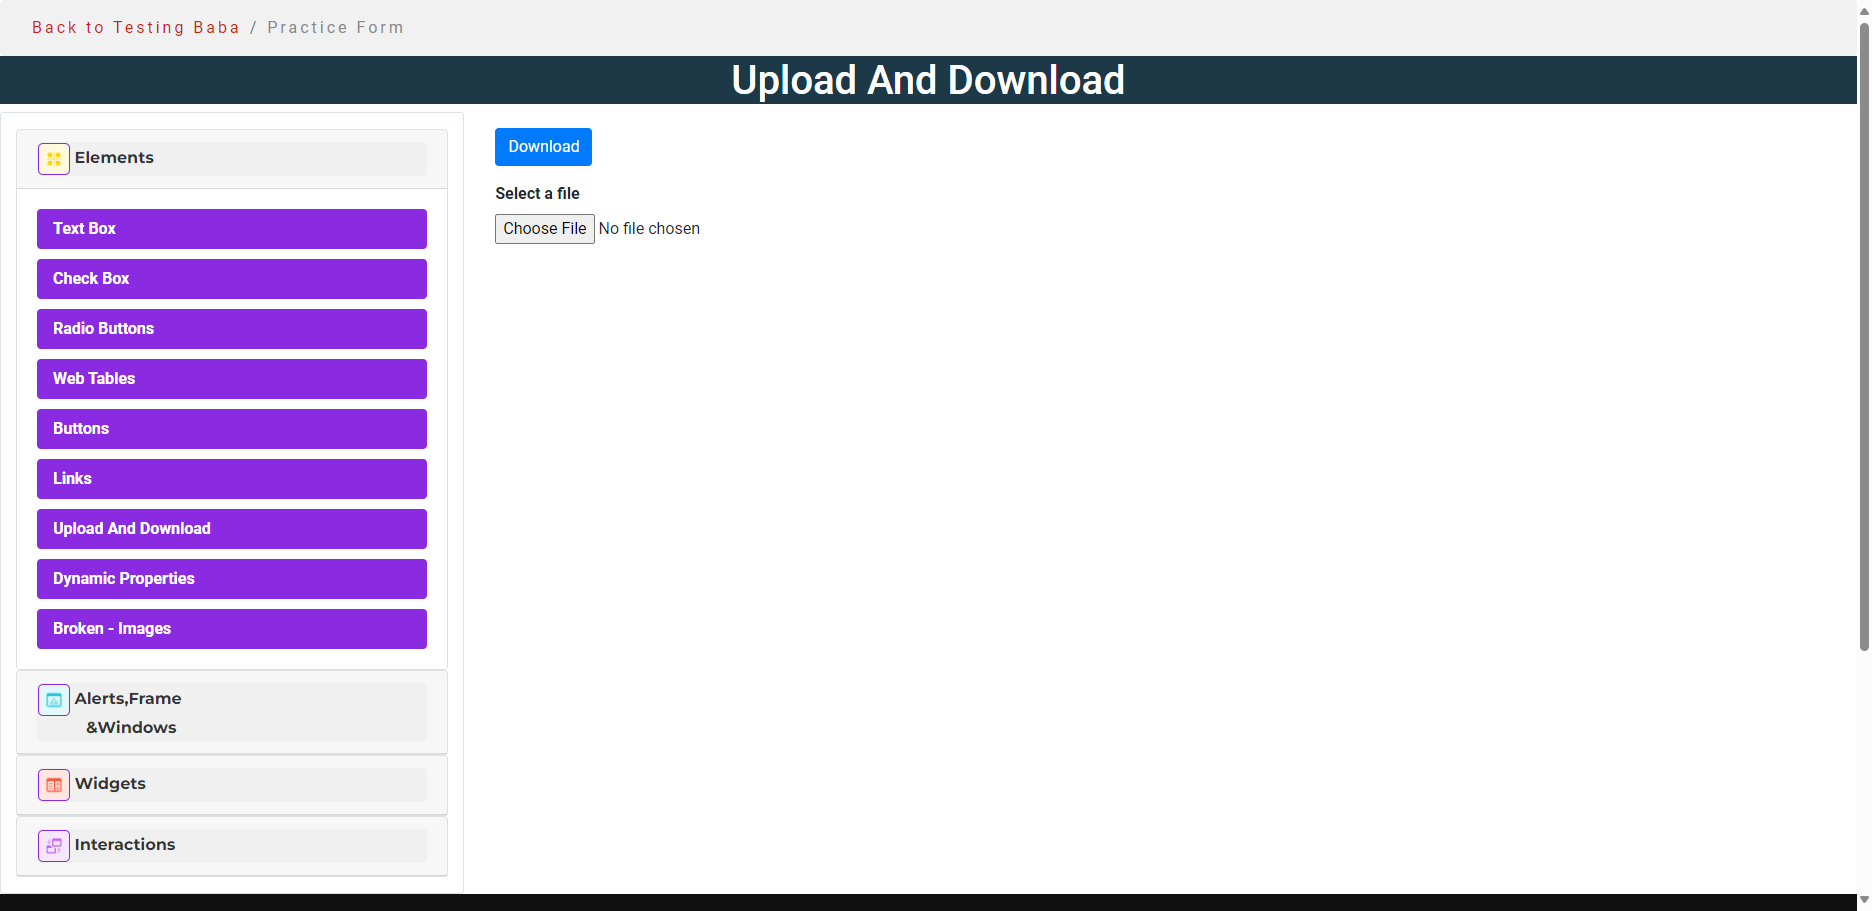 Back to Testing Baba / Practice Form
Upload And Download
Elements
Text Box
Check Box
Radio Buttons
Web Tables
Buttons
Links
Upload And Download
Dynamic Properties
Broken - Images
Alerts,Frame
&Windows
Widgets
Interactions
Download
Select a file
Choose File No file chosen